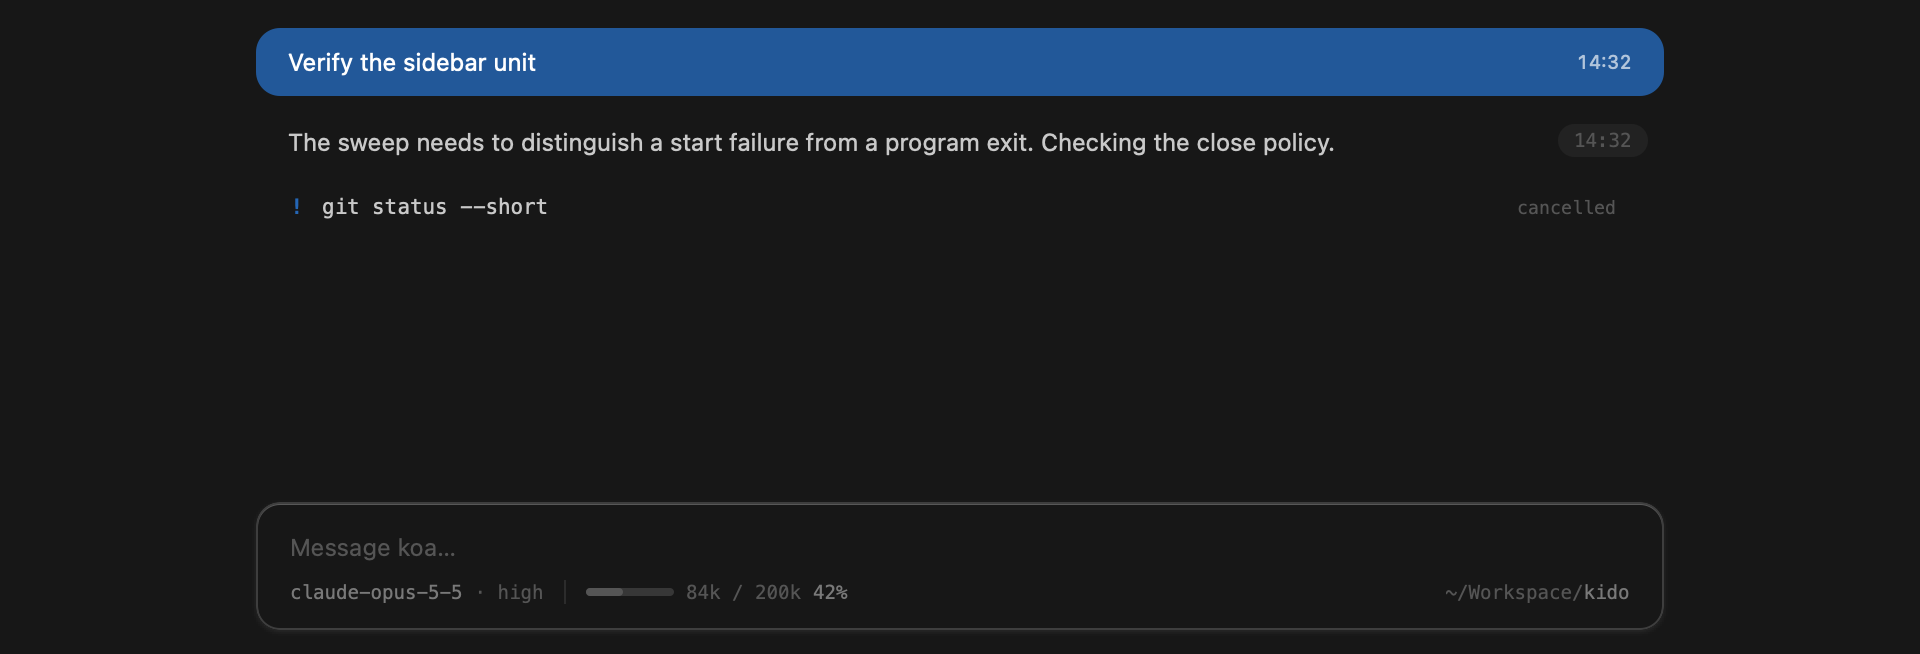 Verify the sidebar unit 14:32
The sweep needs to distinguish a start failure from a program exit. Checking the close policy. 14:32
! git status --short cancelled
Message koa...
claude-opus-5-5 · high 84k / 200k 42% ~/Workspace/kido